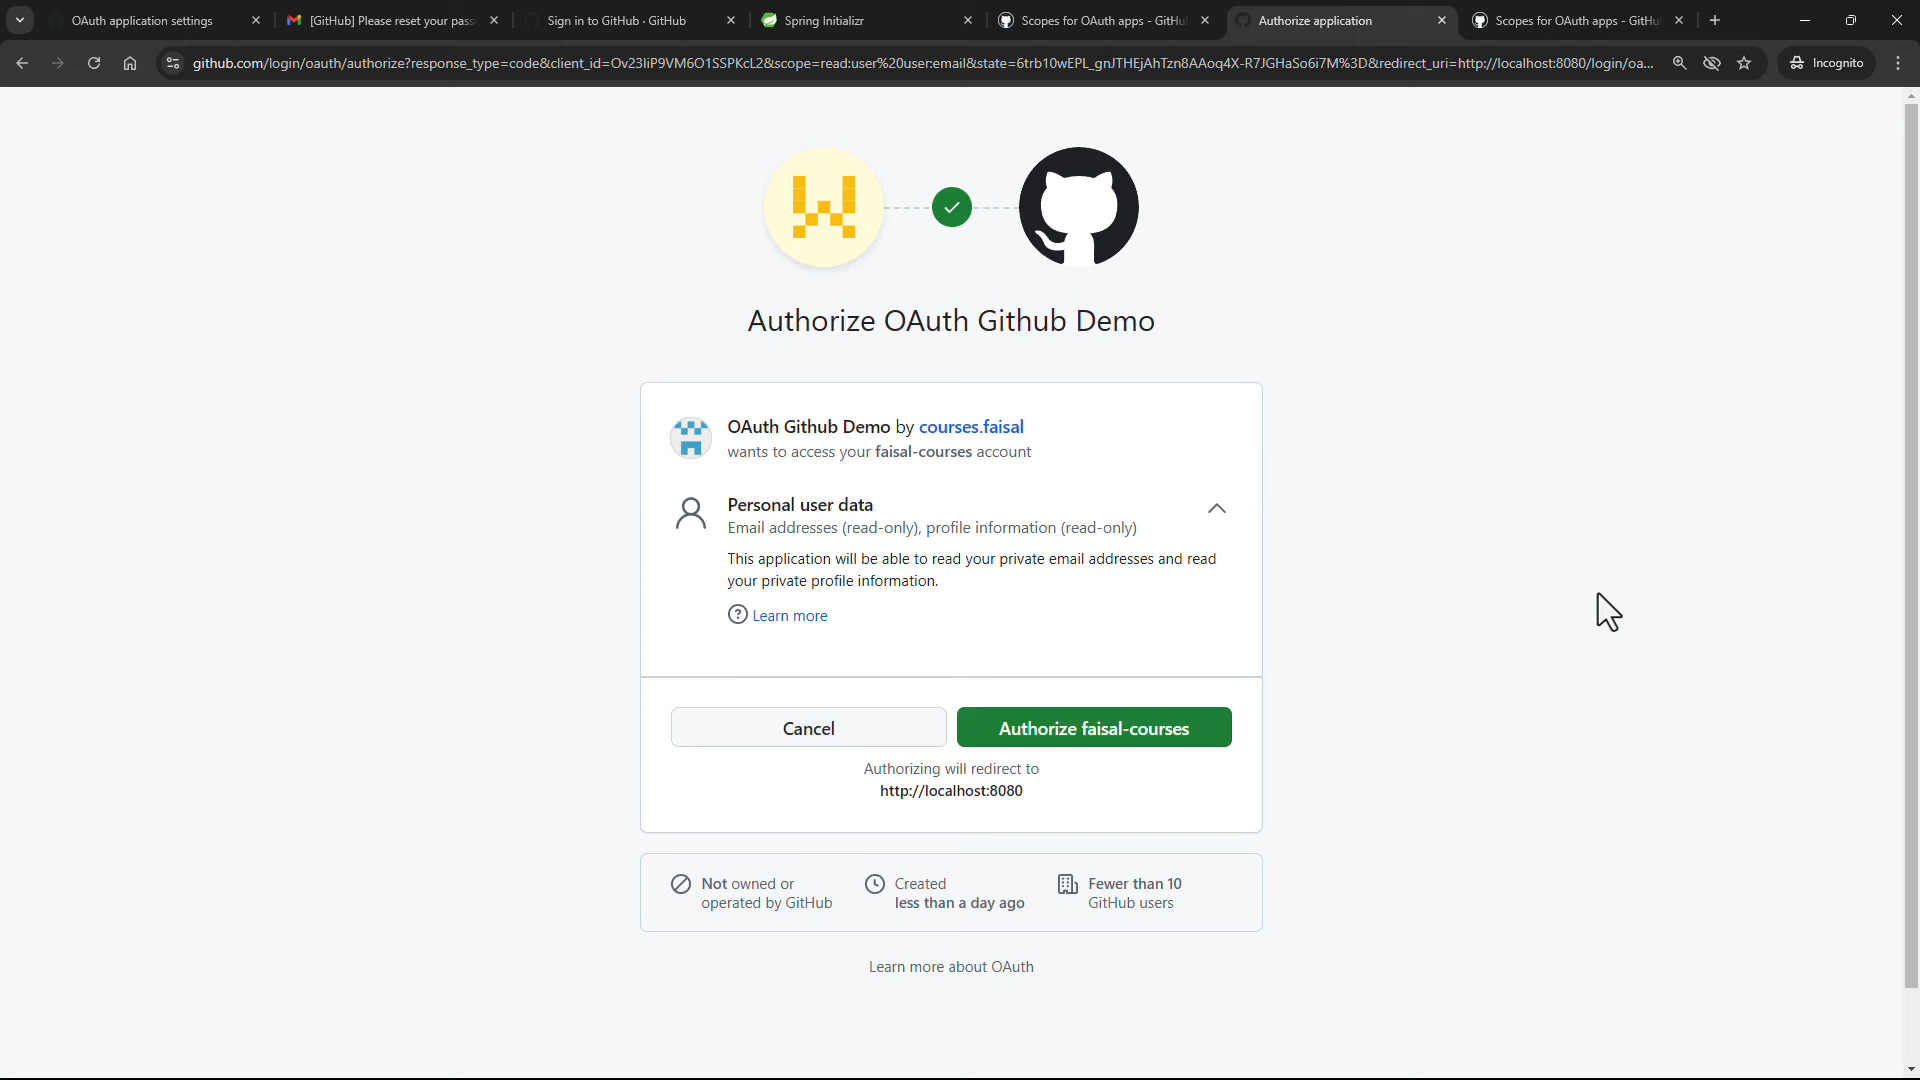 OAuth application settings
[GitHub] Please reset your pass
Sign in to GitHub · GitHub
Spring Initializr
Scopes for OAuth apps - GitHu
Authorize application
Scopes for OAuth apps - GitHu
github.com/login/oauth/authorize?response_type=code&client_id=Ov23liP9VM6O1SSPKcL2&scope=read:user%20user:email&state=6trb10wEPL_gnJTHEjAhTzn8AAoq4X-R7JGHaSo6i7M%3D&redirect_uri=http://localhost:8080/login/oa...
Incognito
Authorize OAuth Github Demo
OAuth Github Demo by courses.faisal
wants to access your faisal-courses account
Personal user data
Email addresses (read-only), profile information (read-only)
This application will be able to read your private email addresses and read
your private profile information.
Learn more
Cancel
Authorize faisal-courses
Authorizing will redirect to
http://localhost:8080
Not owned or
operated by GitHub
Created
less than a day ago
Fewer than 10
GitHub users
Learn more about OAuth